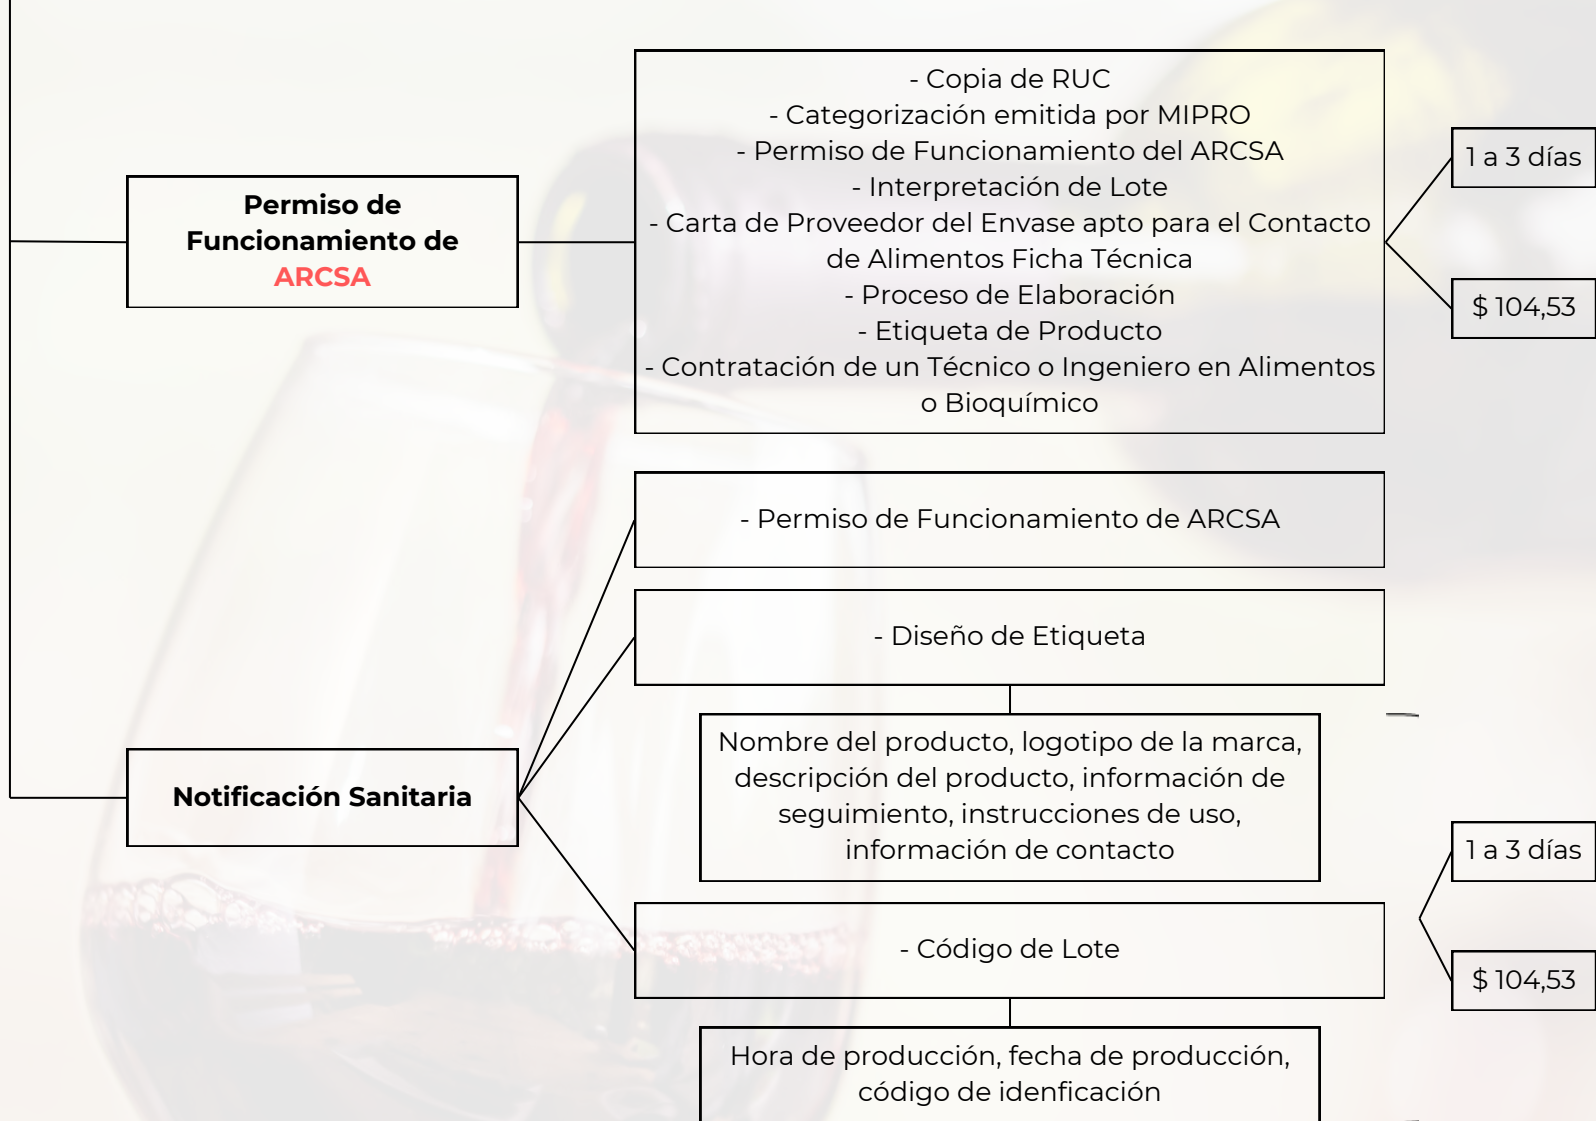 Permiso de
Funcionamiento de
ARCSA
- Copia de RUC
- Categorización emitida por MIPRO
- Permiso de Funcionamiento del ARCSA
- Interpretación de Lote
- Carta de Proveedor del Envase apto para el Contacto
de Alimentos Ficha Técnica
- Proceso de Elaboración
- Etiqueta de Producto
- Contratación de un Técnico o Ingeniero en Alimentos
o Bioquímico
1 a 3 días
$ 104,53
Notificación Sanitaria
- Permiso de Funcionamiento de ARCSA
- Diseño de Etiqueta
Nombre del producto, logotipo de la marca,
descripción del producto, información de
seguimiento, instrucciones de uso,
información de contacto
- Código de Lote
Hora de producción, fecha de producción,
código de idenficación
1 a 3 días
$ 104,53